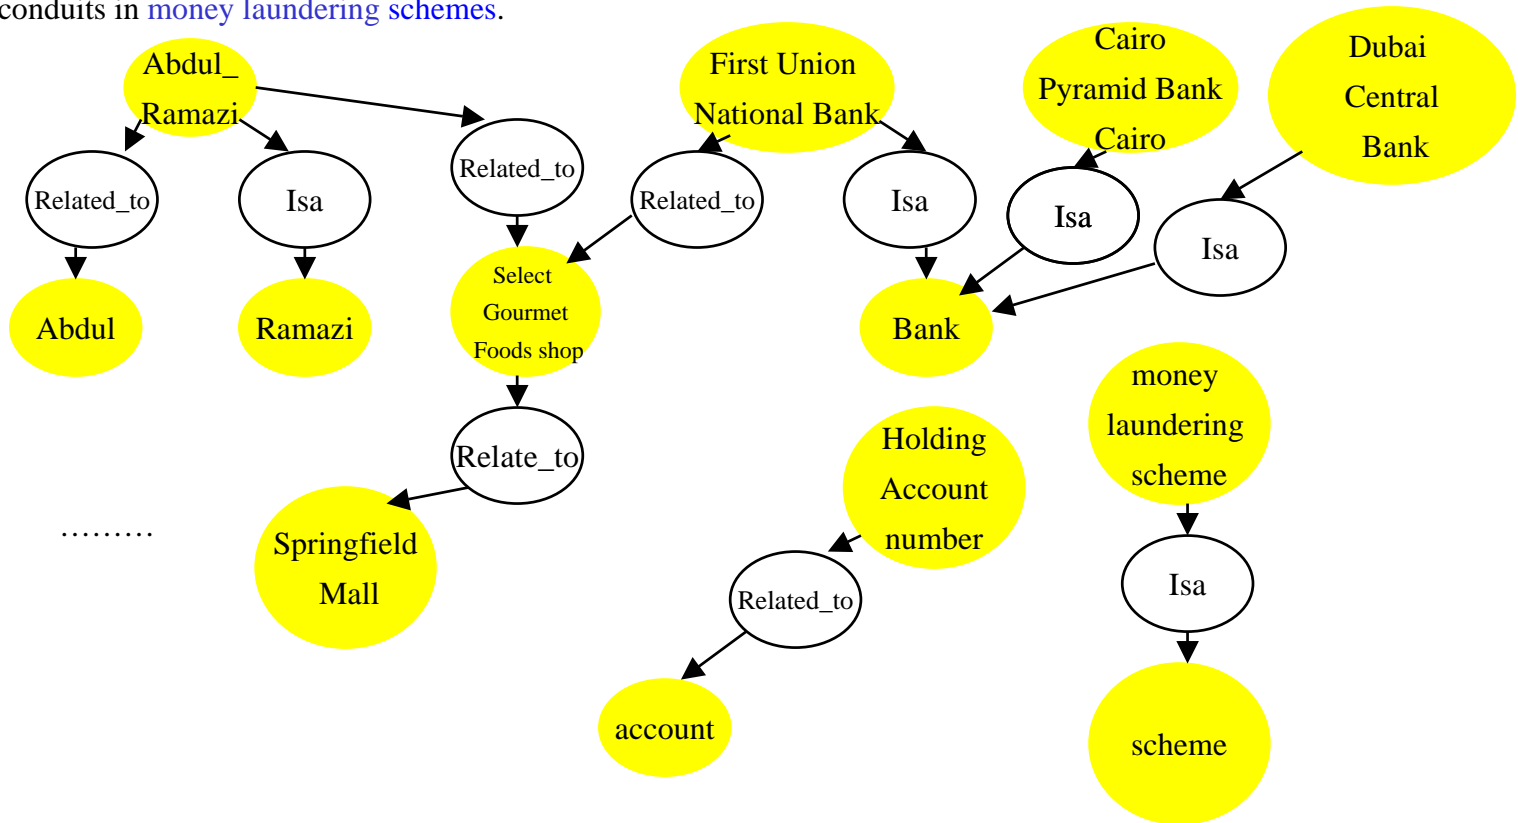 conduits in money laundering schemes.
Abdul_
Ramazi
First Union
National Bank
Cairo
Pyramid Bank
Cairo
Dubai
Central
Bank
Related_to
Isa
Related_to
Related_to
Isa
Isa
Isa
Abdul
Ramazi
Select
Gourmet
Foods shop
Bank
money
laundering
scheme
Relate_to
Holding
Account
number
.........
Springfield
Mall
Related_to
Isa
account
scheme